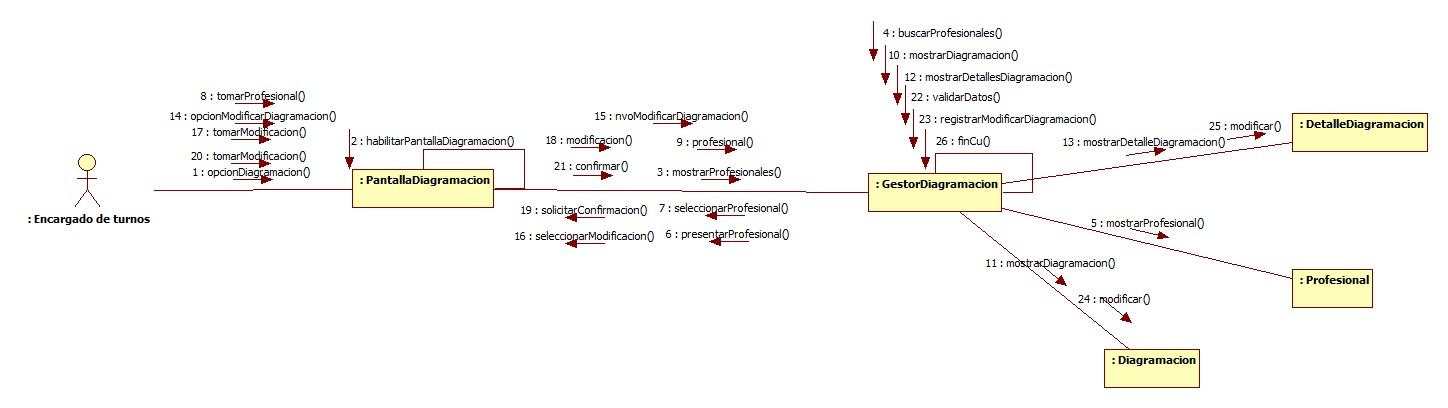 4 : buscarProfesionales()
10 : mostrarDiagramacion()
12 : mostrarDetallesDiagramacion()
22 : validarDatos()
23 : registrarModificarDiagramacion()
26 : finCu()
8 : tomarProfesional()
14 : opcionModificarDiagramacion()
17 : tomarModificacion()
20 : tomarModificacion()
1 : opcionDiagramacion()
: Encargado de turnos
2 : habilitarPantallaDiagramacion()
: PantallaDiagramacion
15 : nvoModificarDiagramacion()
18 : modificacion()
9 : profesional()
21 : confirmar()
3 : mostrarProfesionales()
19 : solicitarConfirmacion()
7 : seleccionarProfesional()
16 : seleccionarModificacion()
6 : presentarProfesional()
: GestorDiagramacion
25 : modificar()
13 : mostrarDetalleDiagramacion()
: DetalleDiagramacion
5 : mostrarProfesional()
: Profesional
11 : mostrarDiagramacion()
24 : modificar()
: Diagramacion